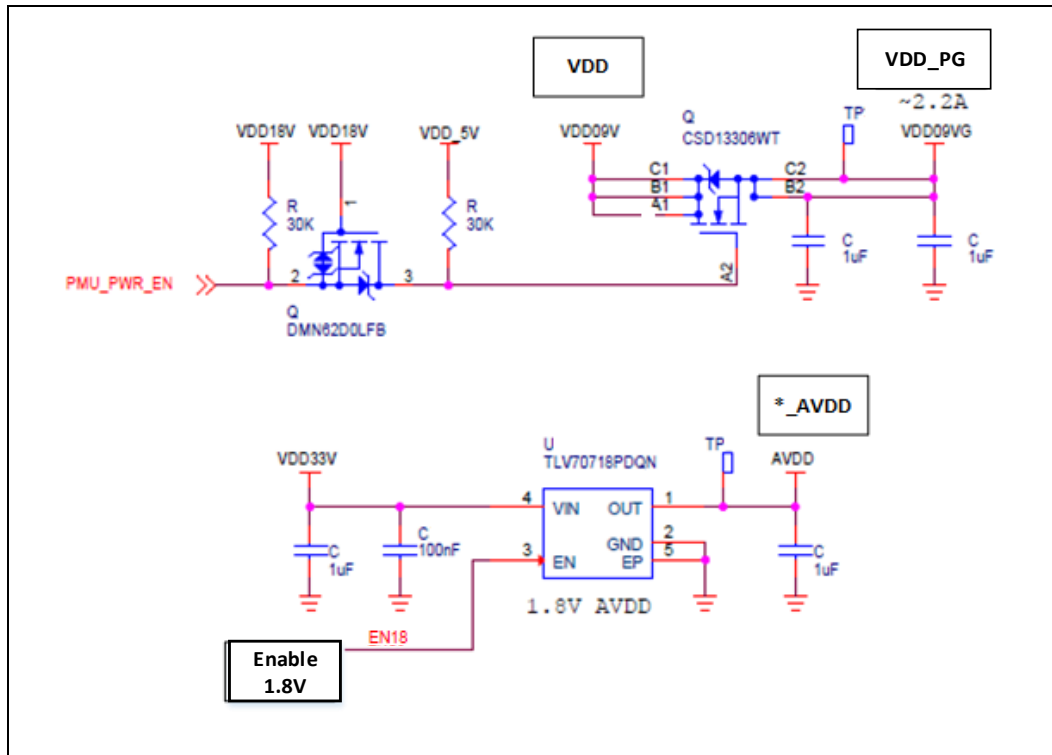 VDD
VDD_PG
~2.2A
VDD18V
VDD18V
VDD_5V
VDD09V
Q
CSD13306WT
TP
VDD09VG
C1
B1
A1
C2
B2
A2
R
30K
1
R
30K
C
1uF
C
1uF
PMU_PWR_EN
2
3
Q
DMN62D0LFB
*_AVDD
VDD33V
U
TLV70718PDQN
TP
AVDD
4
VIN
OUT
1
GND
2
3
EN
EP
5
C
1uF
C
100nF
C
1uF
1.8V AVDD
EN18
Enable
1.8V